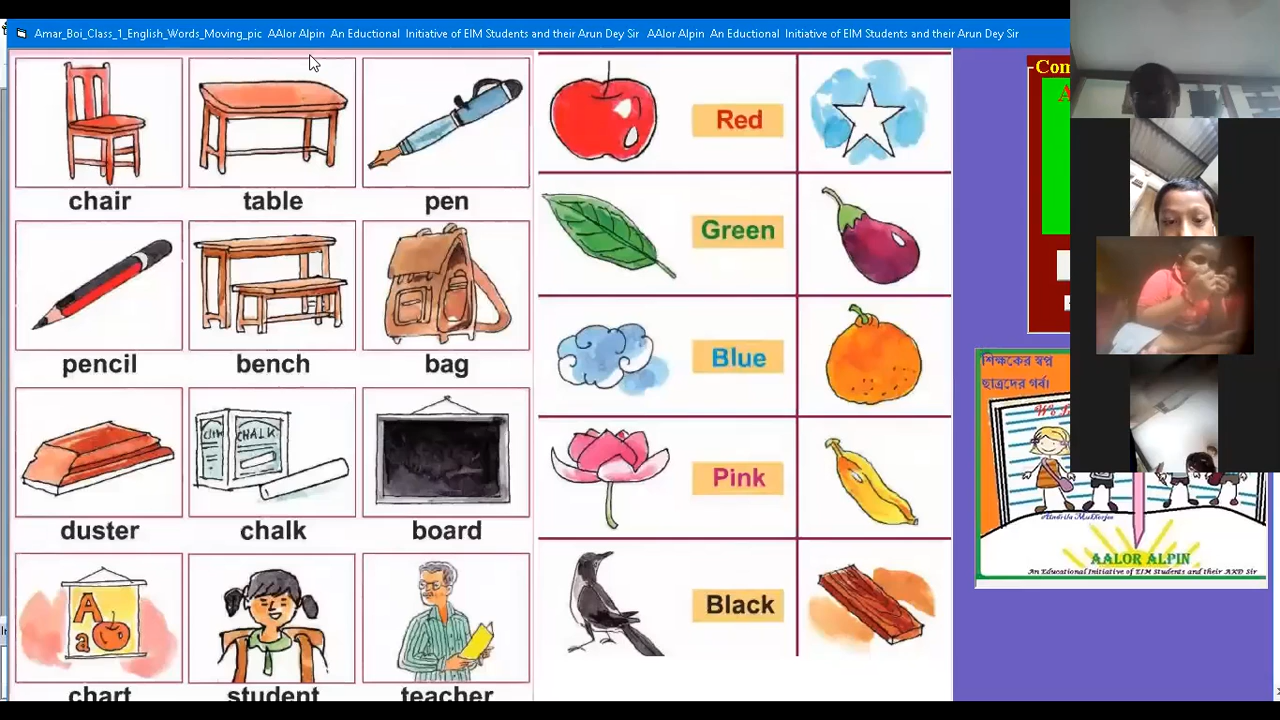 Amar_Boi_Class_1_English_Words_Moving_pic AAlor Alpin An Eductional Initiative of EIM Students and their Arun Dey Sir AAlor Alpin An Eductional Initiative of EIM Students and their Arun Dey Sir
chair table pen
pencil bench bag
CHALK
duster chalk board
A
a
chart student teacher
Red
Green
Blue
Pink
Black
Com
A
শিক্ষকের স্বপ্ন
ছাত্রদের গর্ব।
We
AALOR ALPIN
An Educational Initiative of EIM Students and their AKD Sir